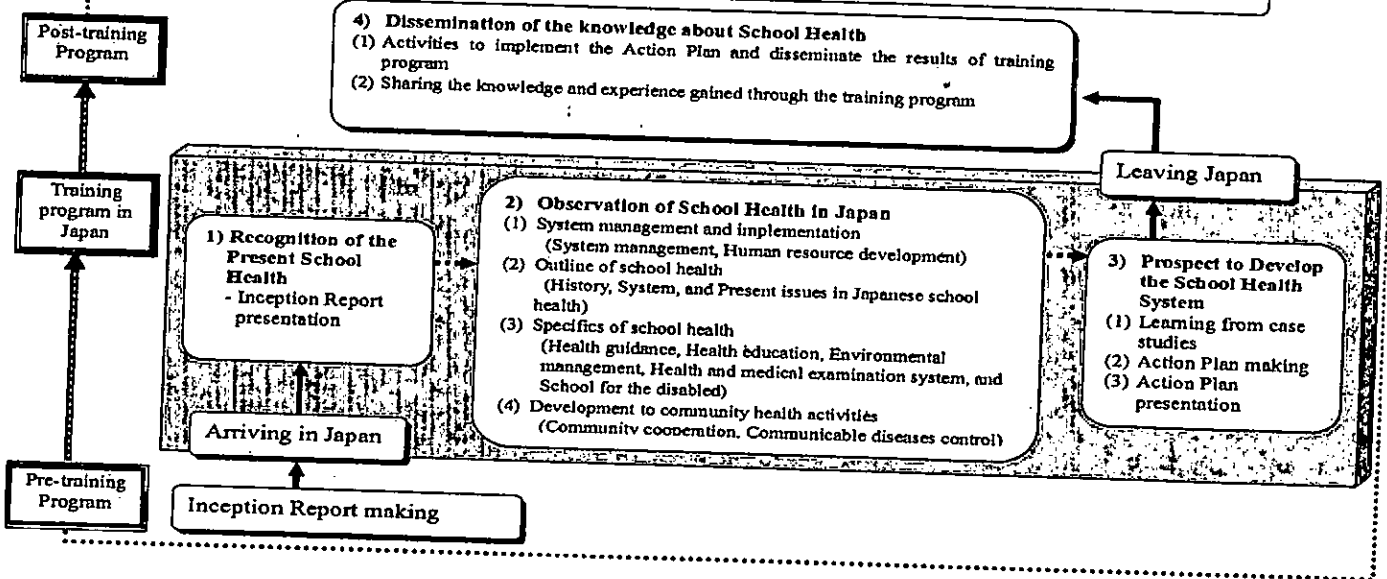 4) Dissemination of the knowledge about School Health
(1) Activities to implement the Action Plan and disseminate the results of training
program
(2) Sharing the knowledge and experience gained through the training program
Post-training
Program
Training
program in
Japan
Pre-training
Program
Leaving Japan
1) Recognition of the
Present School
Health
- Inception Report
presentation
2) Observation of School Health in Japan
(1) System management and implementation
(System management, Human resource development)
(2) Outline of school health
(History, System, and Present issues in Japanese school
health)
(3) Specifics of school health
(Health guidance, Health education, Environmental
management, Health and medical examination system, and
School for the disabled)
(4) Development to community health activities
(Community cooperation, Communicable diseases control)
3) Prospect to Develop
the School Health
System
(1) Learning from case
studies
(2) Action Plan making
(3) Action Plan
presentation
Arriving in Japan
Inception Report making